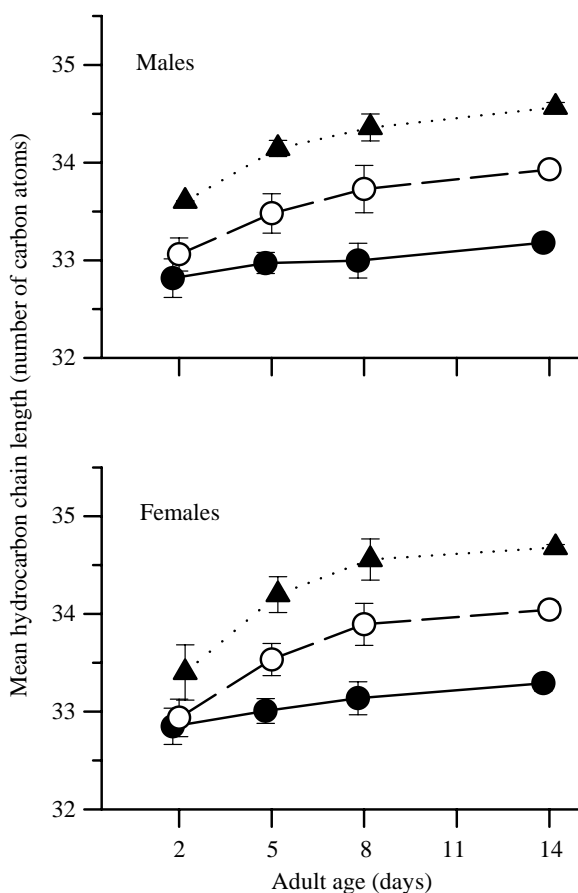 Mean hydrocarbon chain length (number of carbon atoms)
35
Males
34
33
32
35
Females
34
33
32
2 5 8 11 14
Adult age (days)